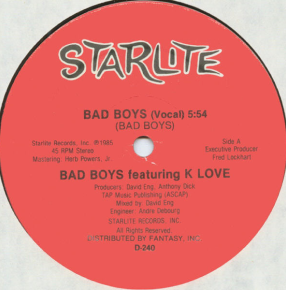 STARLITE
BAD BOYS (Vocal) 5:54
(BAD BOYS)
Starlite Records, Inc. ℗1985
45 RPM Stereo
Mastering: Herb Powers, Jr.
Side A
Executive Producer
Fred Lockhart
BAD BOYS featuring K LOVE
Producers: David Eng, Anthony Dick
TAP Music Publishing (ASCAP)
Mixed by: David Eng
Engineer: Andre Debourg
STARLITE RECORDS, INC.
All Rights Reserved.
DISTRIBUTED BY FANTASY, INC.
D-240